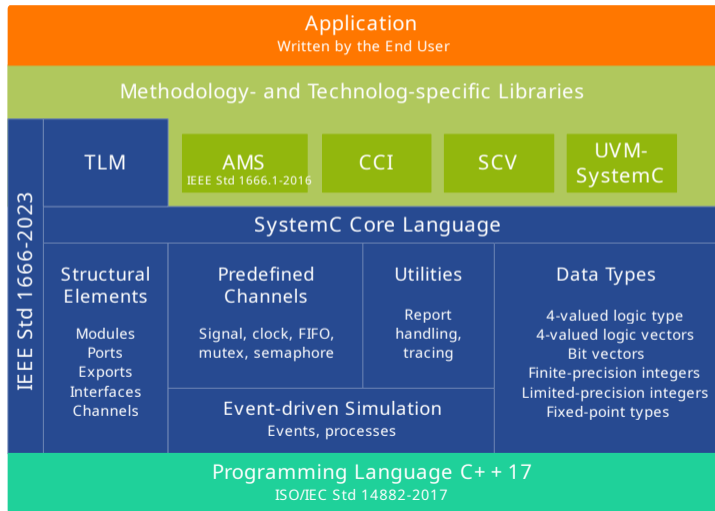 Application
Written by the End User
Methodology- and Technolog-specific Libraries
IEEE Std 1666-2023
TLM
AMS
IEEE Std 1666.1-2016
CCI
SCV
UVM-
SystemC
SystemC Core Language
Structural
Elements
Modules
Ports
Exports
Interfaces
Channels
Predefined
Channels
Signal, clock, FIFO,
mutex, semaphore
Utilities
Report
handling,
tracing
Event-driven Simulation
Events, processes
Data Types
4-valued logic type
4-valued logic vectors
Bit vectors
Finite-precision integers
Limited-precision integers
Fixed-point types
Programming Language C++17
ISO/IEC Std 14882-2017